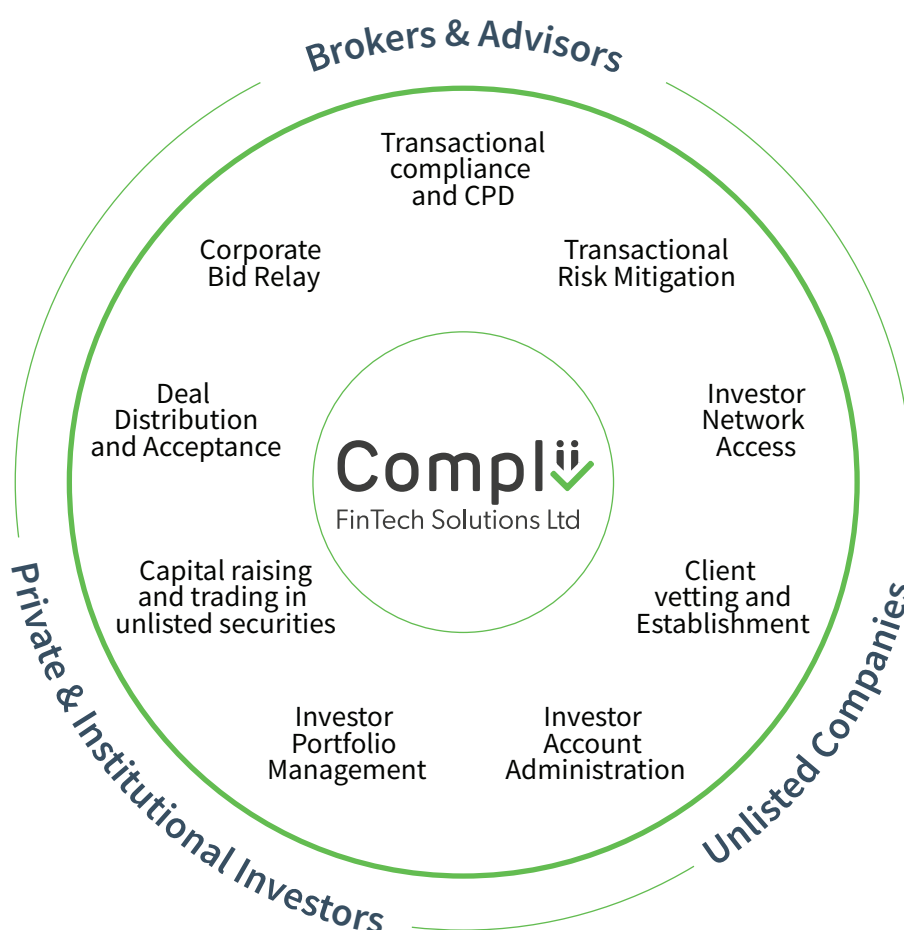 Brokers & Advisors
Transactional
compliance
and CPD
Corporate
Bid Relay
Transactional
Risk Mitigation
Deal
Distribution
and Acceptance
Investor
Network
Access
Complii
FinTech Solutions Ltd
Capital raising
and trading in
unlisted securities
Client
vetting and
Establishment
Investor
Portfolio
Management
Investor
Account
Administration
Private & Institutional Investors
Unlisted Companies